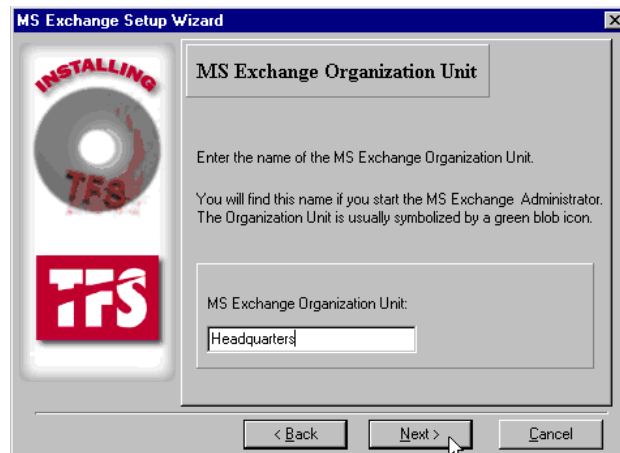 MS Exchange Setup Wizard
INSTALLING
TFS
TFS
MS Exchange Organization Unit
Enter the name of the MS Exchange Organization Unit.
You will find this name if you start the MS Exchange Administrator.
The Organization Unit is usually symbolized by a green blob icon.
MS Exchange Organization Unit:
Headquarters
< Back
Next >
Cancel